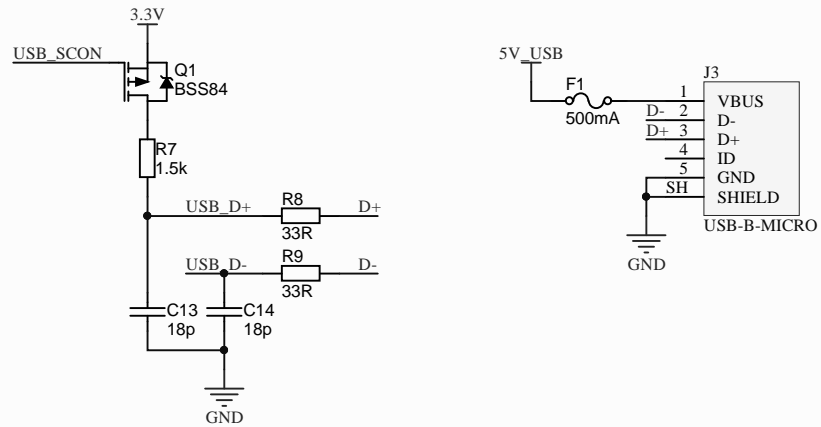 3.3V
USB_SCON
Q1
BSS84
R7
1.5k
USB_D+
R8
D+
33R
USB_D-
R9
D-
33R
C13
18p
C14
18p
GND
5V_USB
F1
500mA
J3
1
VBUS
D-
2
D-
D+
3
D+
4
ID
5
GND
SH
SHIELD
USB-B-MICRO
GND